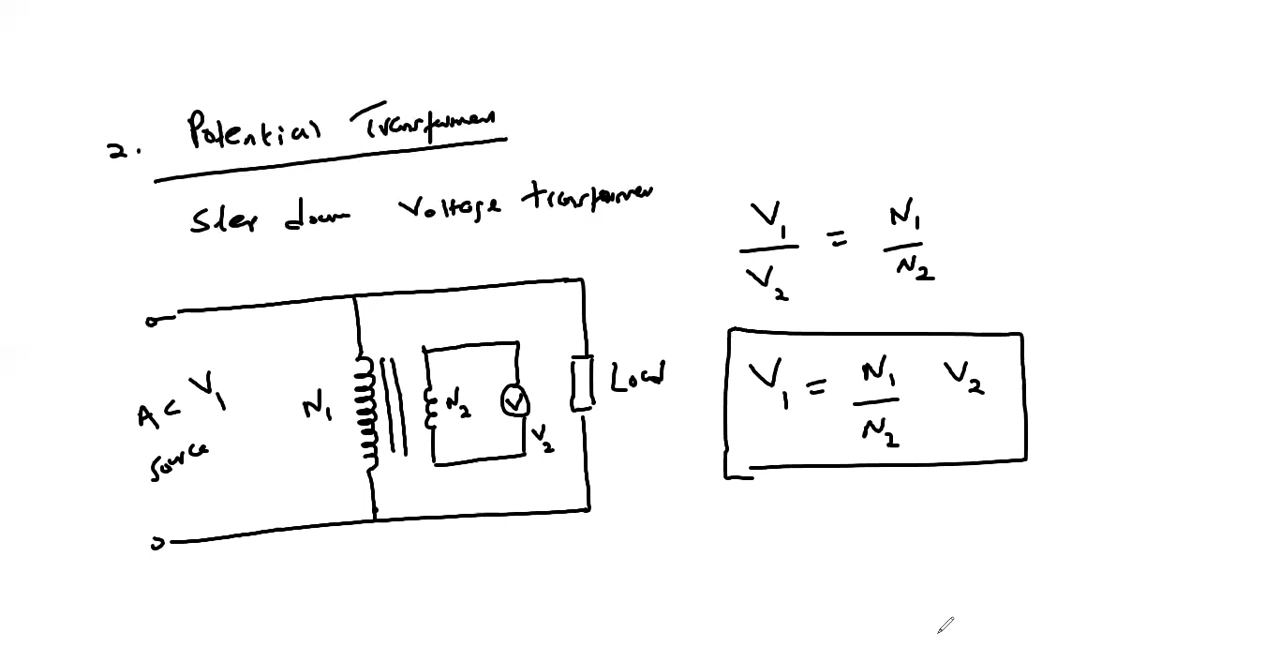 2. Potential Transformer
Step down Voltage transformer
V1 / V2 = N1 / N2
AC V1
Source
N1
N2
V
V2
Load
V1 = N1 / N2 V2